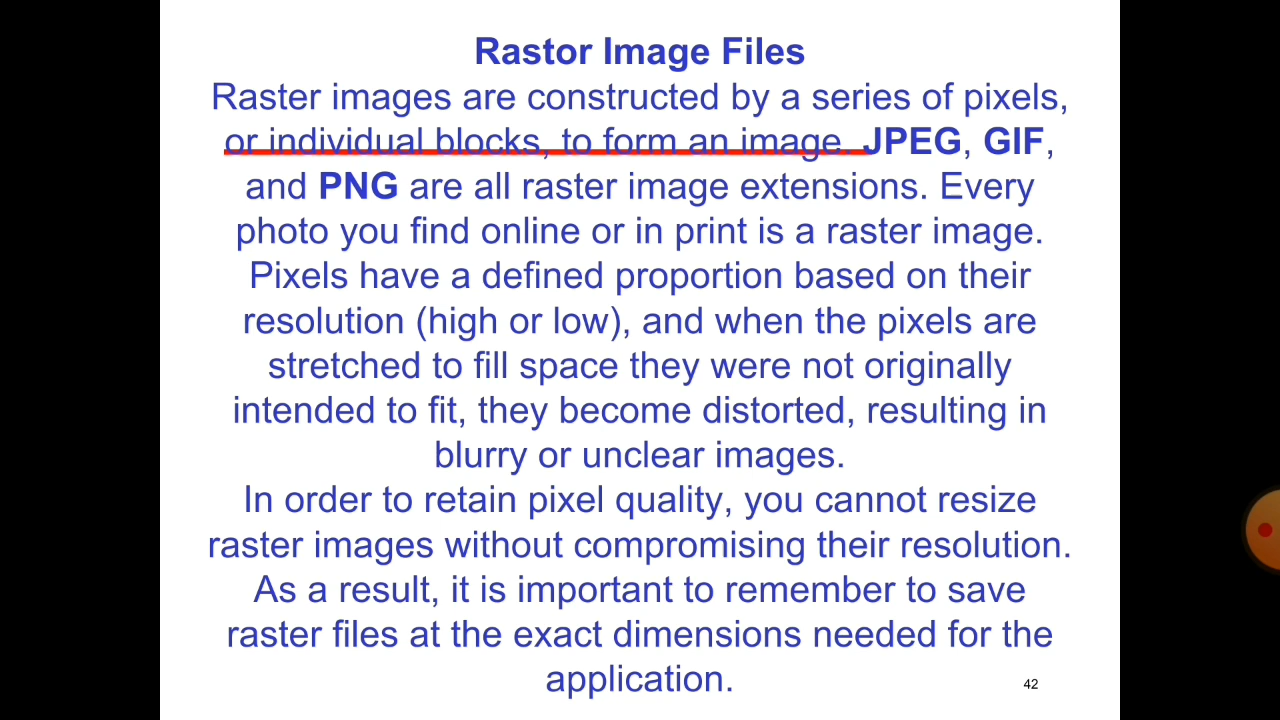 Rastor Image Files
Raster images are constructed by a series of pixels,
or individual blocks, to form an image. JPEG, GIF,
and PNG are all raster image extensions. Every
photo you find online or in print is a raster image.
Pixels have a defined proportion based on their
resolution (high or low), and when the pixels are
stretched to fill space they were not originally
intended to fit, they become distorted, resulting in
blurry or unclear images.
In order to retain pixel quality, you cannot resize
raster images without compromising their resolution.
As a result, it is important to remember to save
raster files at the exact dimensions needed for the
application.
42